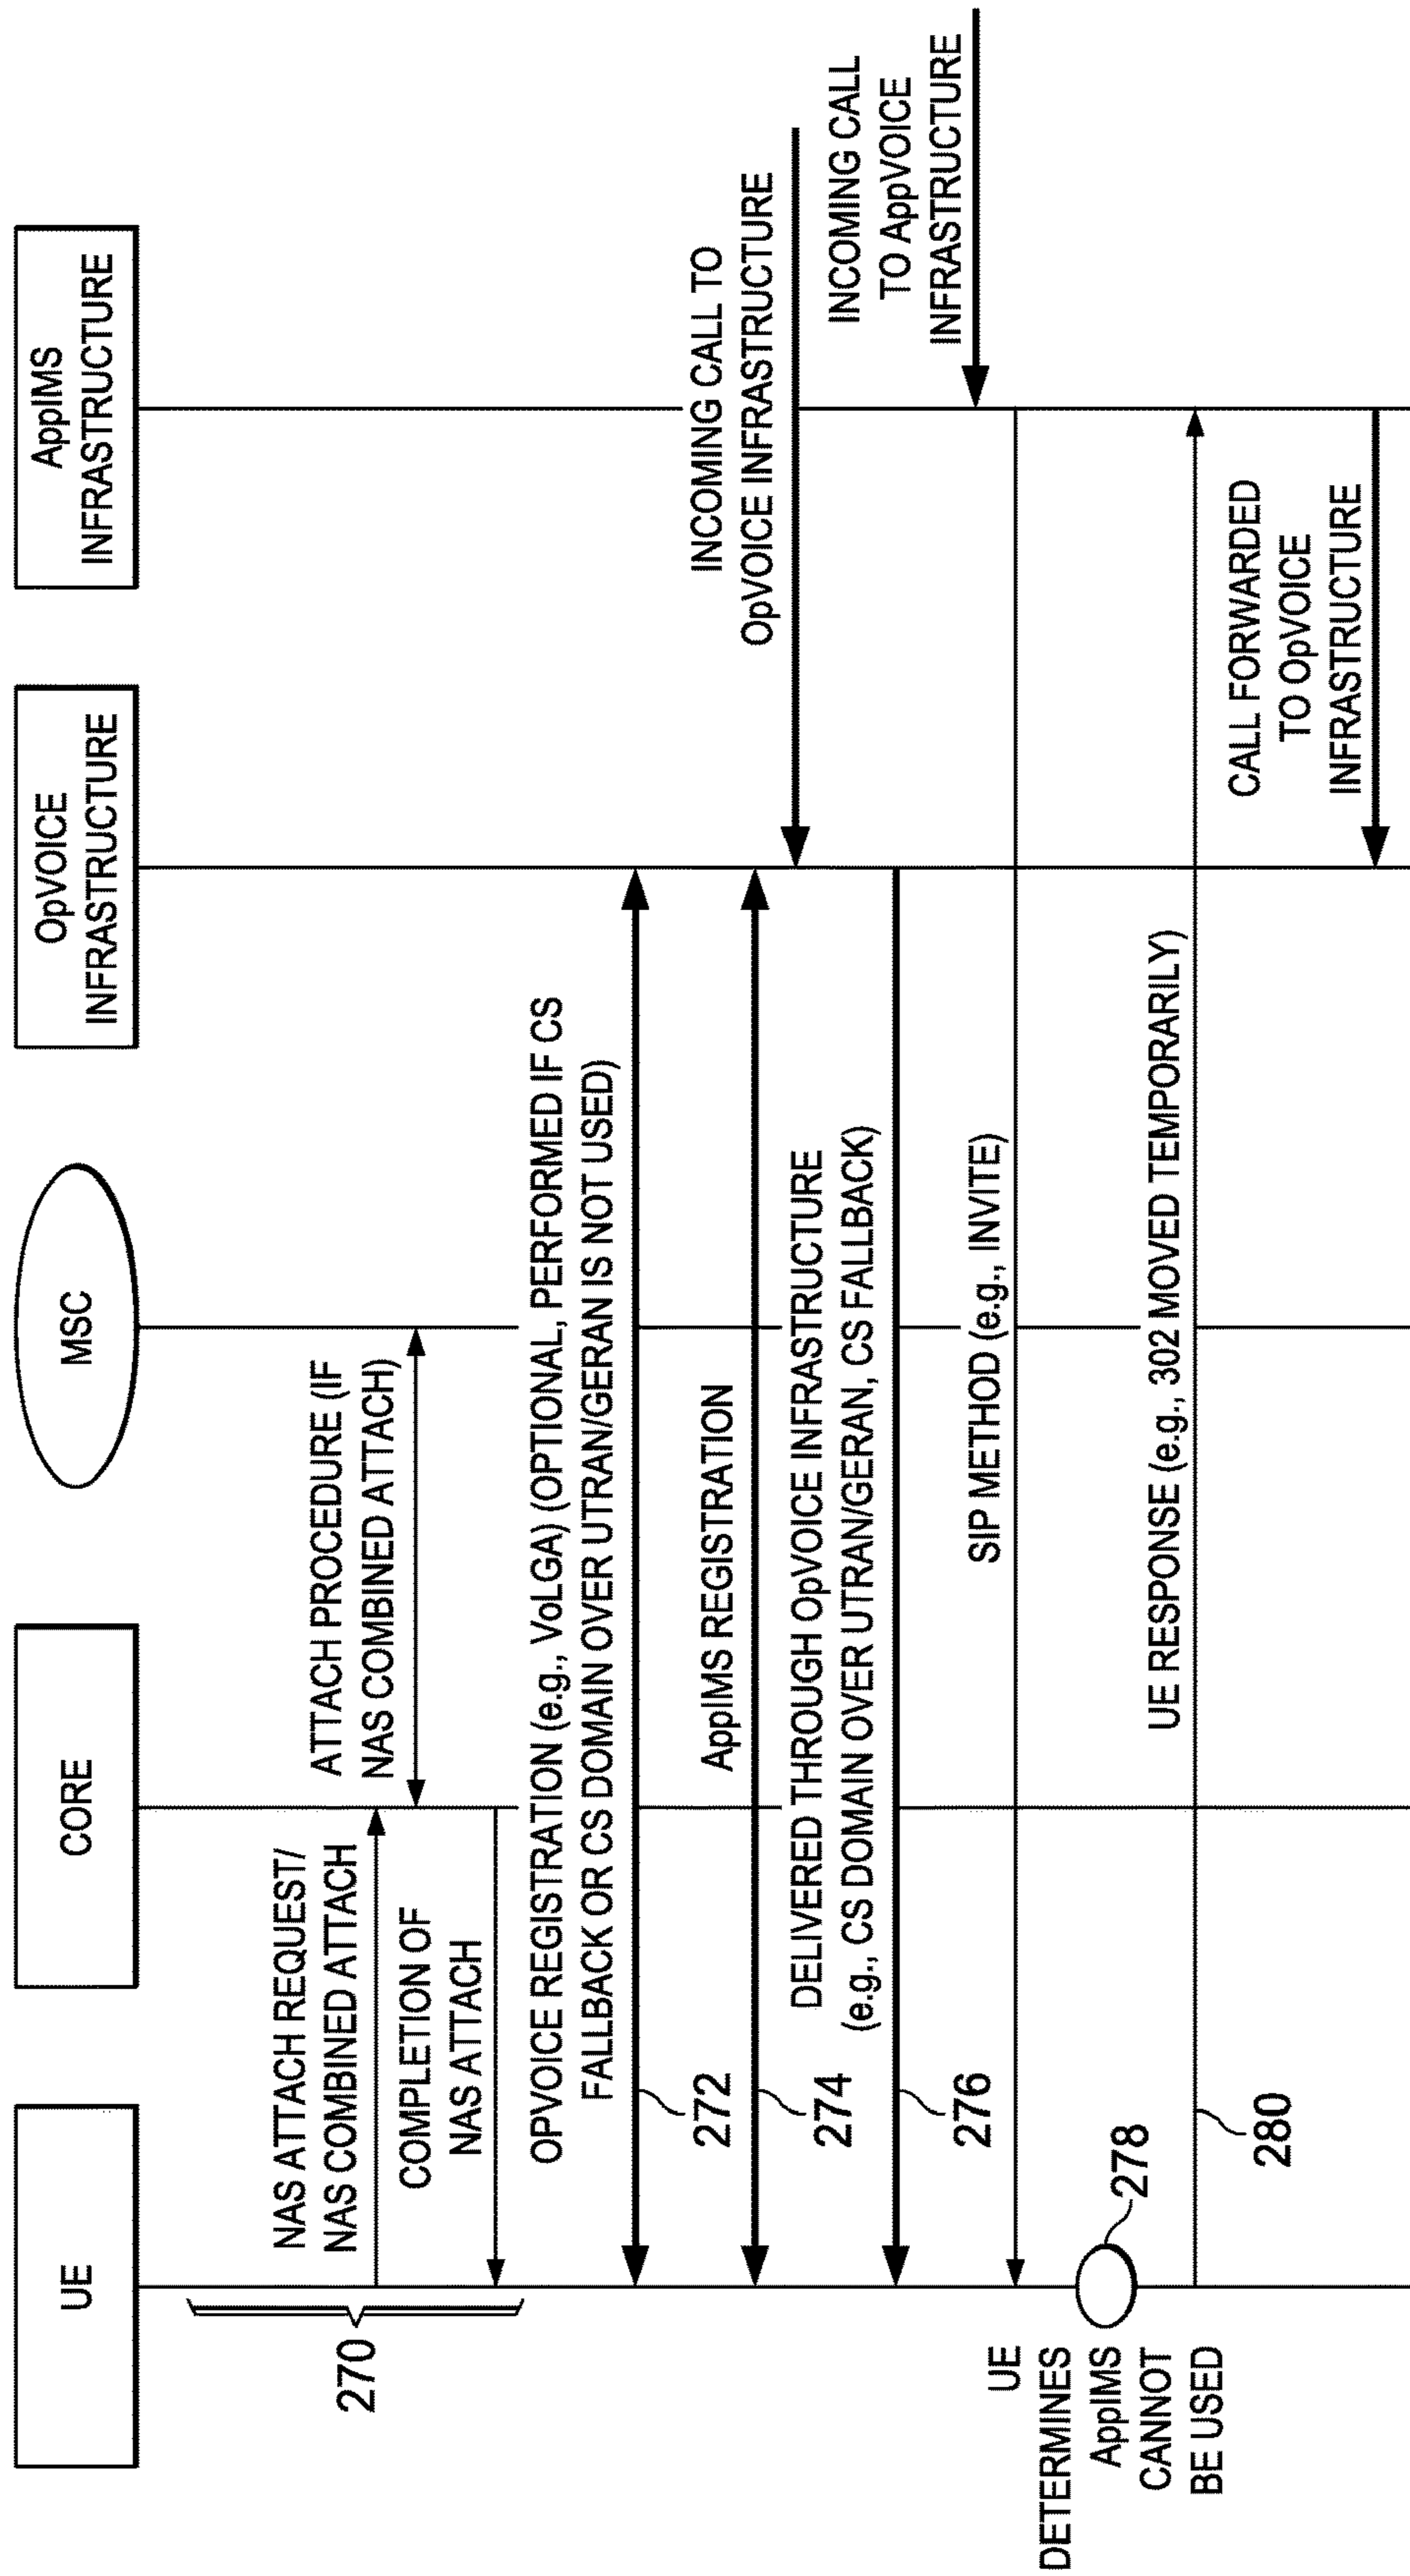 UE
CORE
MSC
OpVOICE
INFRASTRUCTURE
AppIMS
INFRASTRUCTURE
270
NAS ATTACH REQUEST/
NAS COMBINED ATTACH
ATTACH PROCEDURE (IF
NAS COMBINED ATTACH)
COMPLETION OF
NAS ATTACH
OPVOICE REGISTRATION (e.g., VoLGA) (OPTIONAL, PERFORMED IF CS
FALLBACK OR CS DOMAIN OVER UTRAN/GERAN IS NOT USED)
272
AppIMS REGISTRATION
274
INCOMING CALL TO
OpVOICE INFRASTRUCTURE
DELIVERED THROUGH OpVOICE INFRASTRUCTURE
(e.g., CS DOMAIN OVER UTRAN/GERAN, CS FALLBACK)
276
INCOMING CALL
TO AppVOICE
INFRASTRUCTURE
SIP METHOD (e.g., INVITE)
UE
DETERMINES
AppIMS
CANNOT
BE USED
278
UE RESPONSE (e.g., 302 MOVED TEMPORARILY)
280
CALL FORWARDED
TO OpVOICE
INFRASTRUCTURE